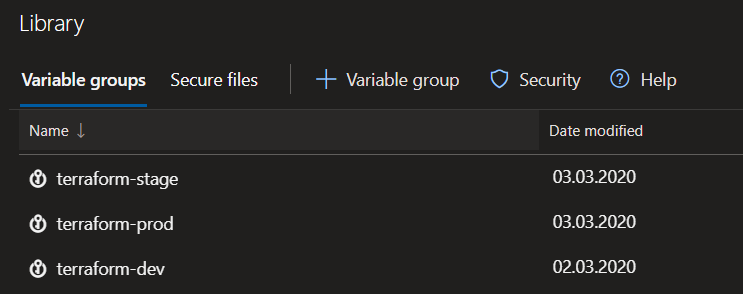 Library
Variable groups Secure files + Variable group Security ? Help
Name ↓ Date modified
terraform-stage 03.03.2020
terraform-prod 03.03.2020
terraform-dev 02.03.2020